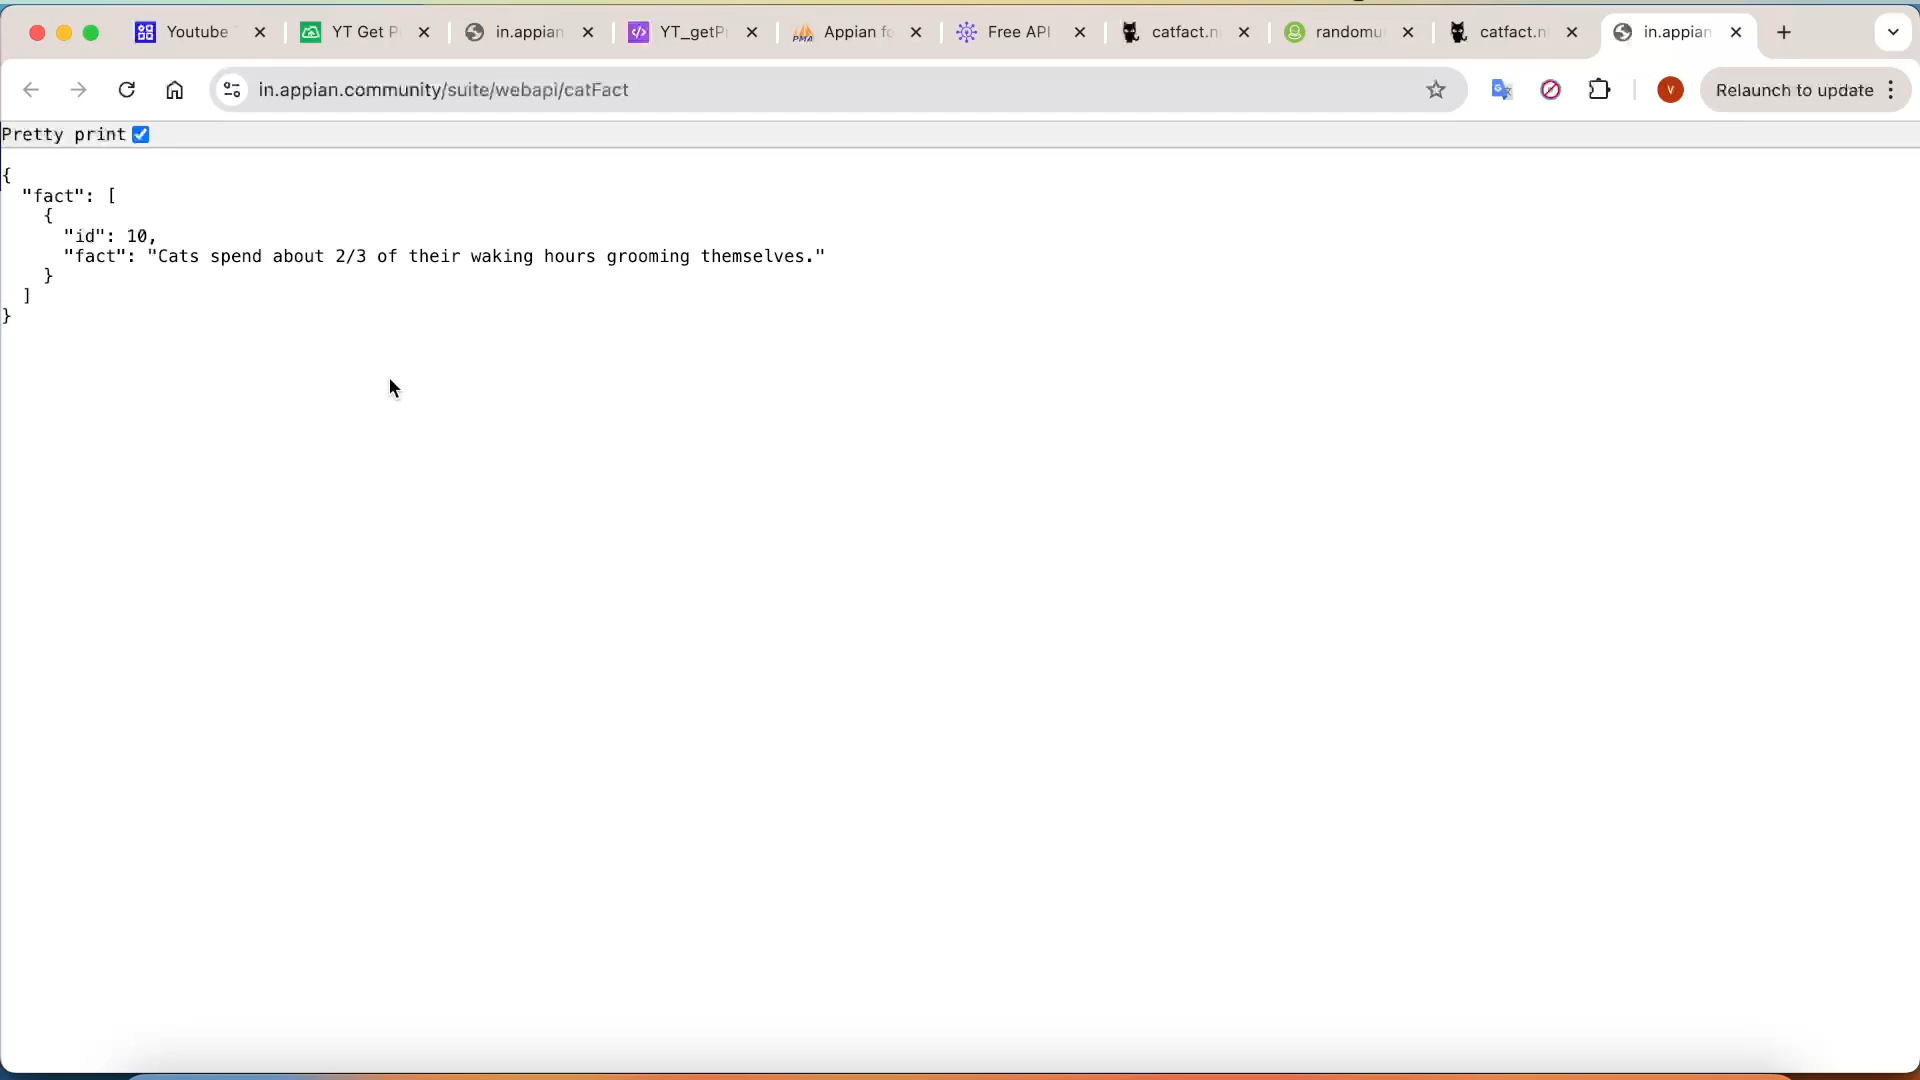 Youtube
YT Get P
in.appian
YT_getP
Appian fo
Free API
catfact.n
randomu
catfact.n
in.appian
in.appian.community/suite/webapi/catFact
V
Relaunch to update
Pretty print
{
"fact": [
{
"id": 10,
"fact": "Cats spend about 2/3 of their waking hours grooming themselves."
}
]
}